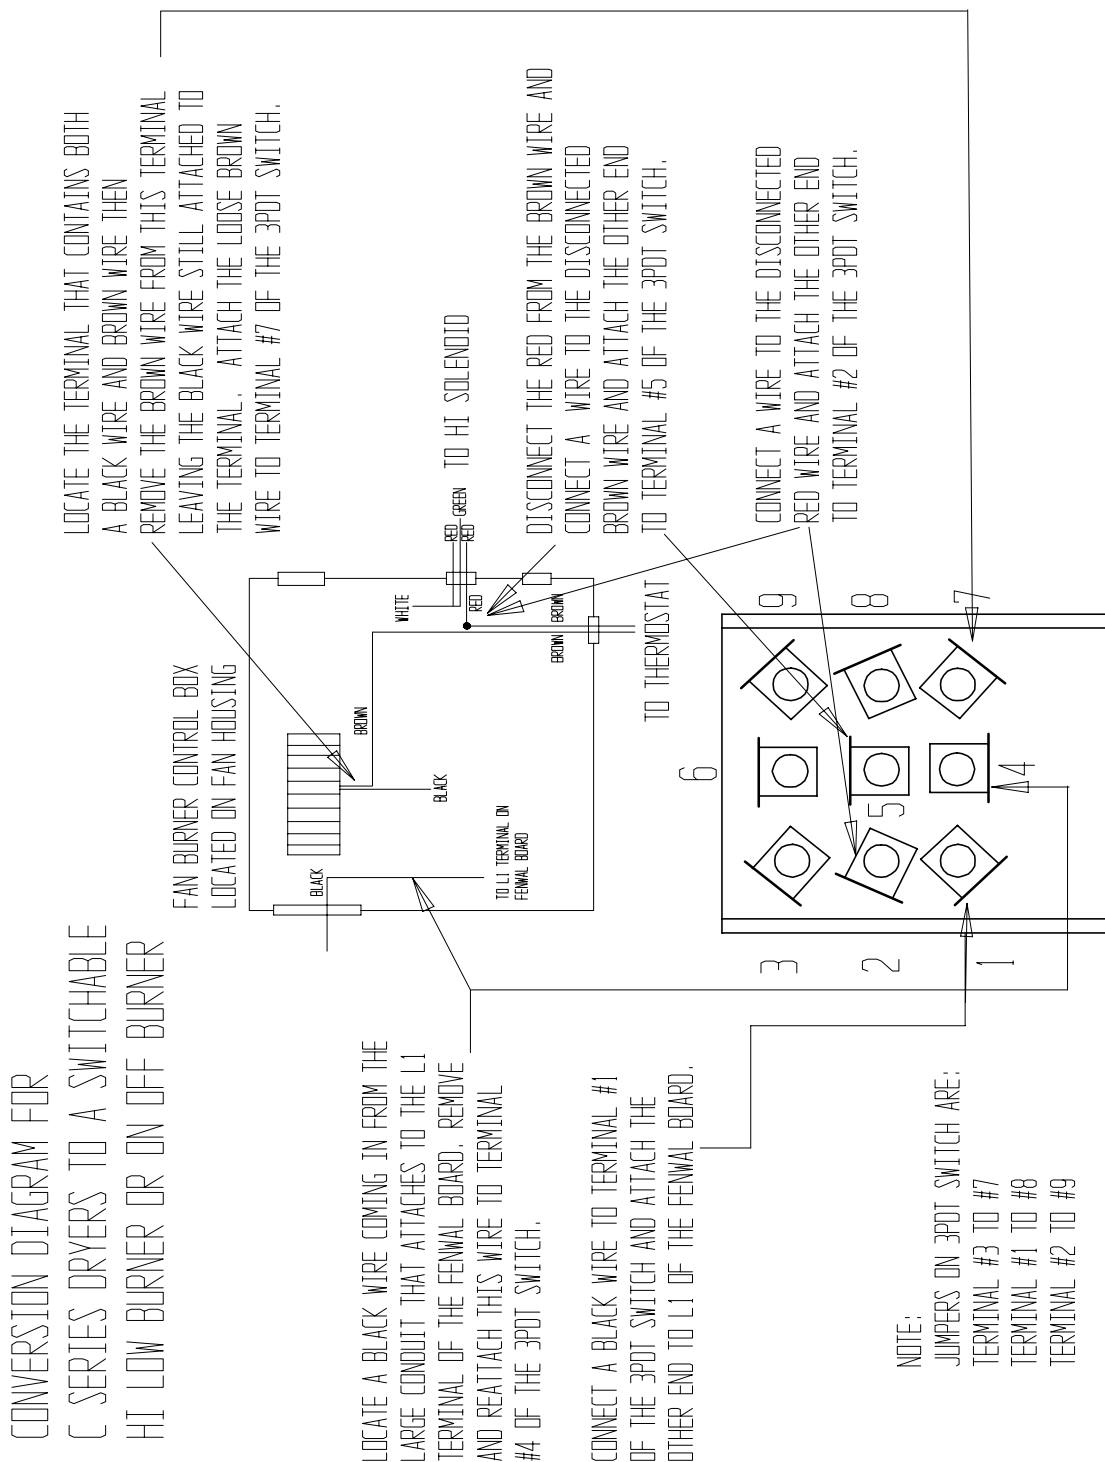 CONVERSION DIAGRAM FOR
C SERIES DRYERS TO A SWITCHABLE
HI LOW BURNER OR ON OFF BURNER
LOCATE THE TERMINAL THAT CONTAINS BOTH
A BLACK WIRE AND BROWN WIRE THEN
REMOVE THE BROWN WIRE FROM THIS TERMINAL
LEAVING THE BLACK WIRE STILL ATTACHED TO
THE TERMINAL. ATTACH THE LOOSE BROWN
WIRE TO TERMINAL #7 OF THE 3PDT SWITCH.
FAN BURNER CONTROL BOX
LOCATED ON FAN HOUSING
BLACK
BROWN
BLACK
WHITE
RED
GREEN
RED
TO HI SOLENOID
RED
BROWN
BROWN
TO L1 TERMINAL ON
FENWAL BOARD
TO THERMOSTAT
LOCATE A BLACK WIRE COMING IN FROM THE
LARGE CONDUIT THAT ATTACHES TO THE L1
TERMINAL OF THE FENWAL BOARD. REMOVE
AND REATTACH THIS WIRE TO TERMINAL
#4 OF THE 3PDT SWITCH.
DISCONNECT THE RED FROM THE BROWN WIRE AND
CONNECT A WIRE TO THE DISCONNECTED
BROWN WIRE AND ATTACH THE OTHER END
TO TERMINAL #5 OF THE 3PDT SWITCH.
CONNECT A BLACK WIRE TO TERMINAL #1
OF THE 3PDT SWITCH AND ATTACH THE
OTHER END TO L1 OF THE FENWAL BOARD.
CONNECT A WIRE TO THE DISCONNECTED
RED WIRE AND ATTACH THE OTHER END
TO TERMINAL #2 OF THE 3PDT SWITCH.
3
6
9
2
5
8
1
4
7
NOTE:
JUMPERS ON 3PDT SWITCH ARE:
TERMINAL #3 TO #7
TERMINAL #1 TO #8
TERMINAL #2 TO #9